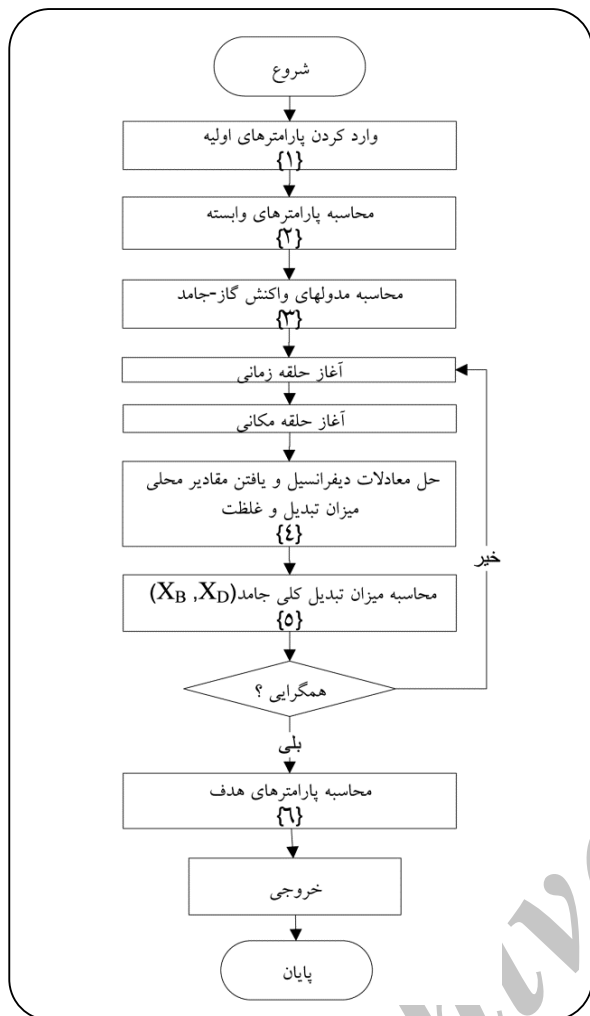 شروع
وارد کردن پارامترهای اولیه
{۱}
محاسبه پارامترهای وابسته
{۲}
محاسبه مدولهای واکنش گاز-جامد
{۳}
آغاز حلقه زمانی
آغاز حلقه مکانی
حل معادلات دیفرانسیل و یافتن مقادیر محلی
میزان تبدیل و غلظت
{٤}
خیر
محاسبه میزان تبدیل کلی جامد(X_B ,X_D)
{٥}
همگرایی ؟
بلی
محاسبه پارامترهای هدف
{٦}
خروجی
پایان